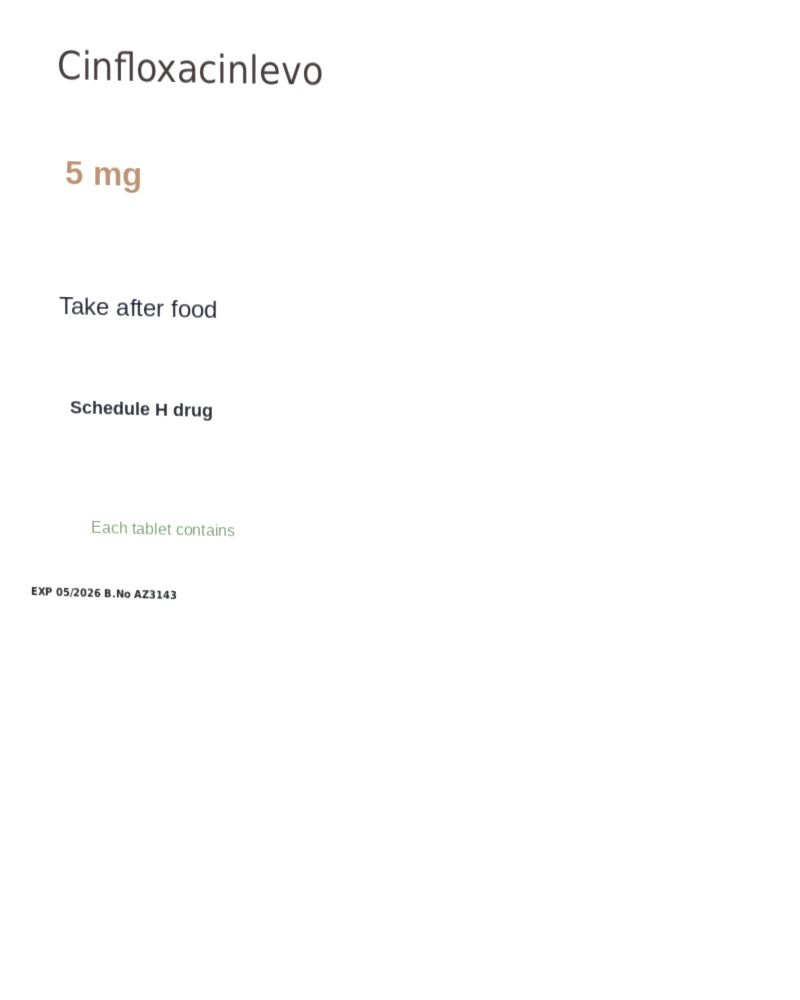 Cinfloxacinlevo
5 mg
Take after food
Schedule H drug
Each tablet contains
EXP 05/2026 B.No AZ3143